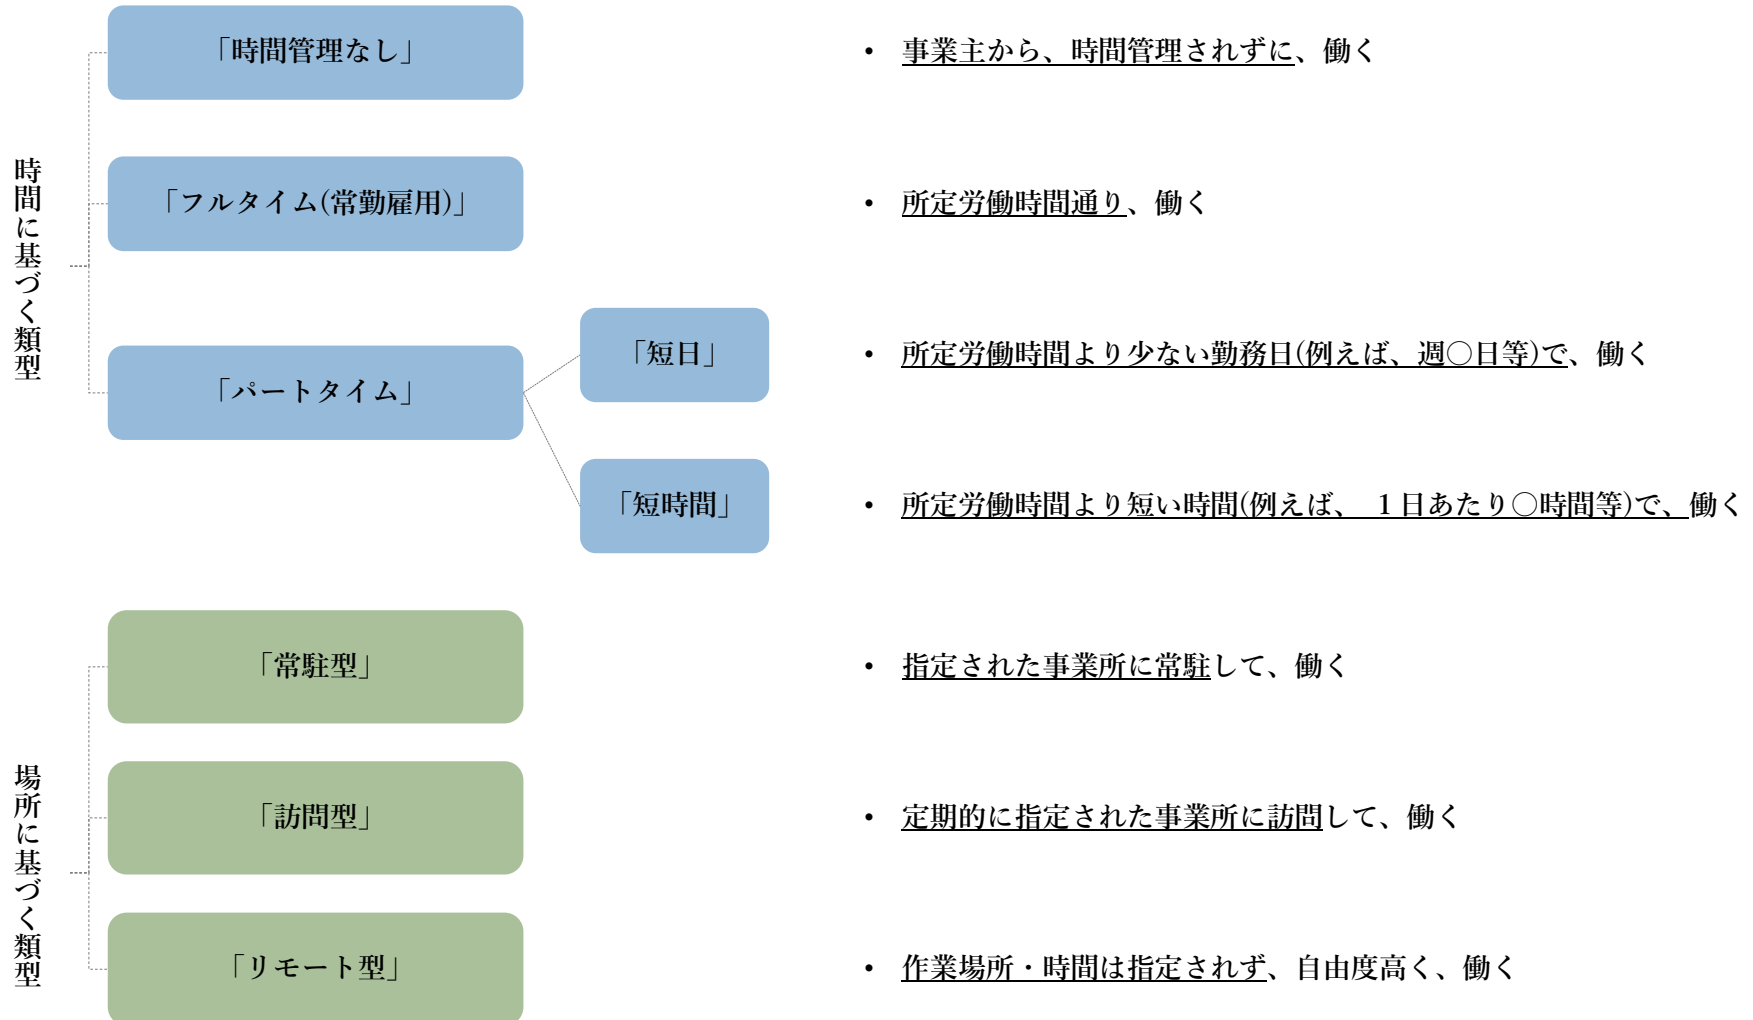 時間に基づく類型
「時間管理なし」
• 事業主から、時間管理されずに、働く
「フルタイム(常勤雇用)」
• 所定労働時間通り、働く
「パートタイム」
「短日」
• 所定労働時間より少ない勤務日(例えば、週〇日等)で、働く
「短時間」
• 所定労働時間より短い時間(例えば、 1日あたり〇時間等)で、働く
場所に基づく類型
「常駐型」
• 指定された事業所に常駐して、働く
「訪問型」
• 定期的に指定された事業所に訪問して、働く
「リモート型」
• 作業場所・時間は指定されず、自由度高く、働く